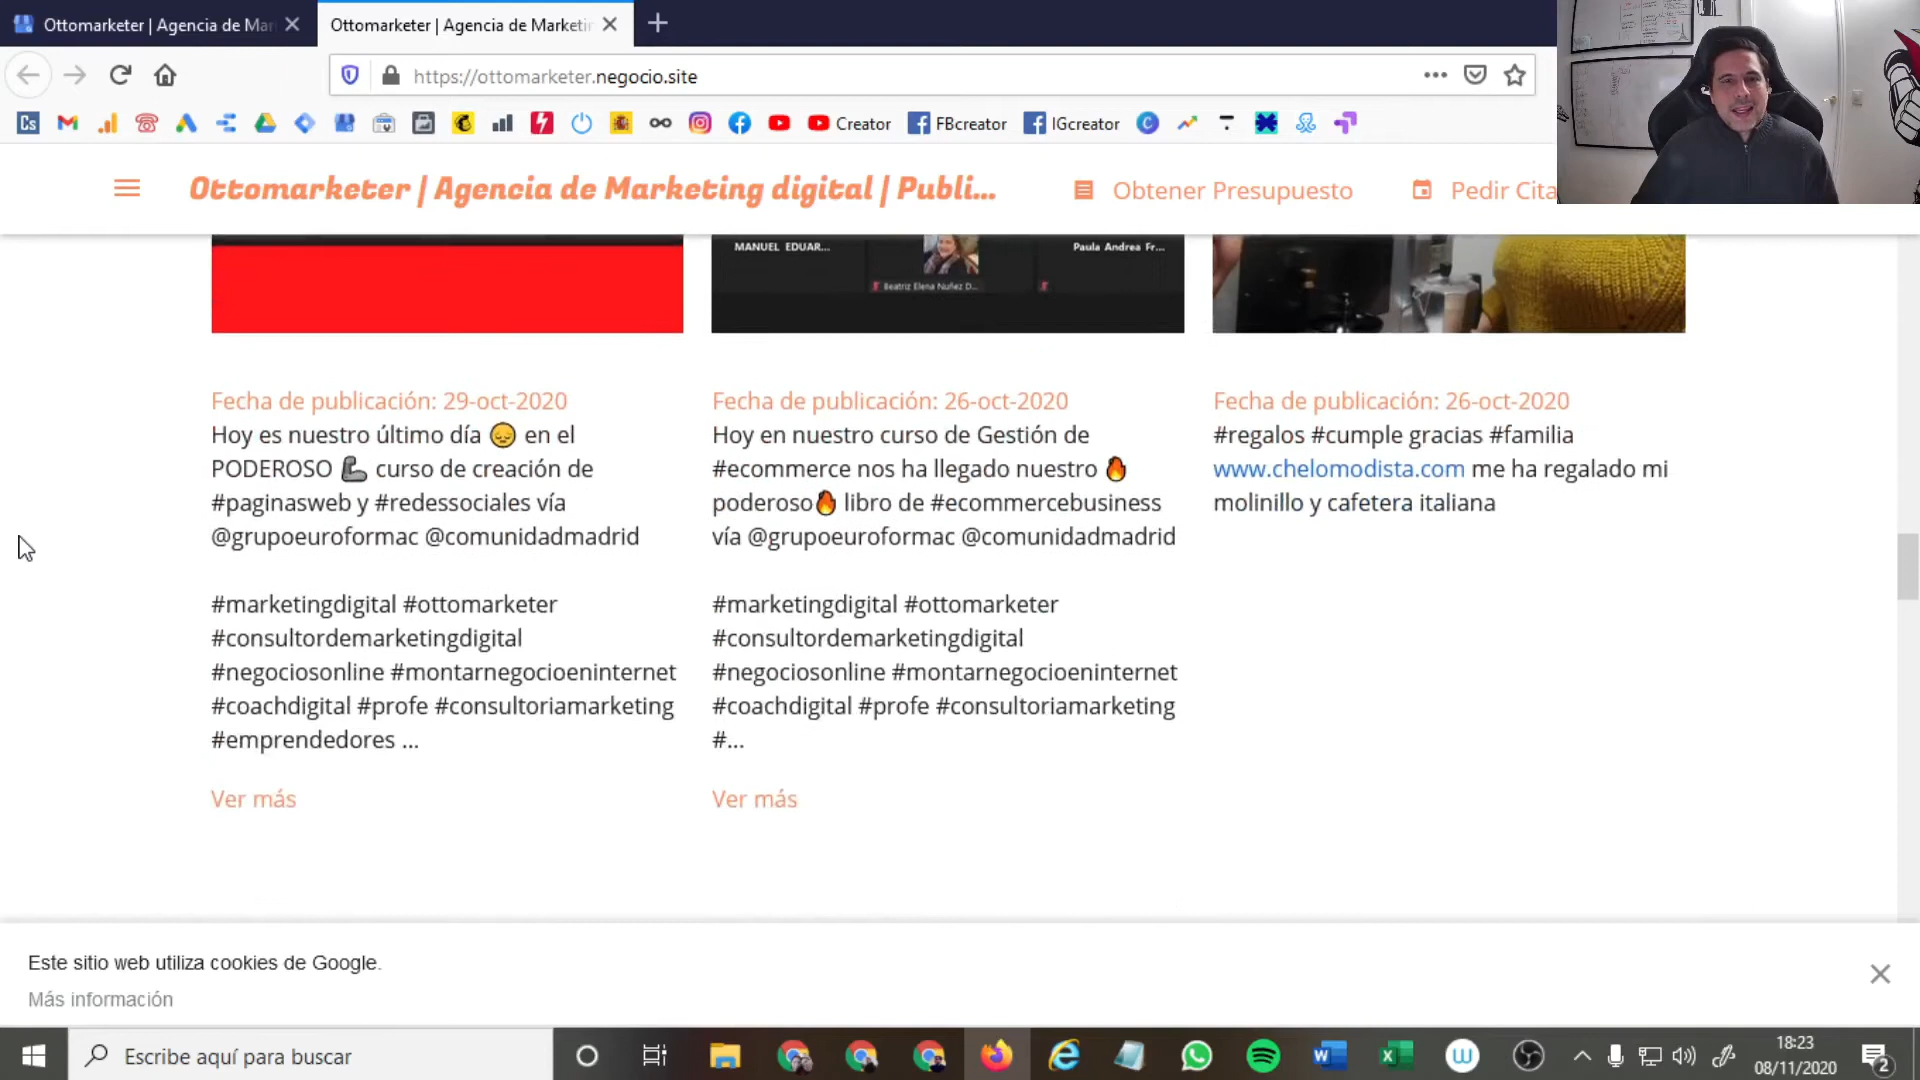 Ottomarketer | Agencia de Mar
Ottomarketer | Agencia de Marketin
https://ottomarketer.negocio.site
Creator
FBcreator
IGcreator
Ottomarketer | Agencia de Marketing digital | Publi...
Obtener Presupuesto
Pedir Cita
MANUEL EDUAR...
Beatriz Elena Nuñez D...
Paula Andrea Fr...
Fecha de publicación: 29-oct-2020
Hoy es nuestro último día 😔 en el
PODEROSO 🦾 curso de creación de
#paginasweb y #redessociales vía
@grupoeuroformac @comunidadmadrid
#marketingdigital #ottomarketer
#consultordemarketingdigital
#negociosonline #montarnegocioeninternet
#coachdigital #profe #consultoriamarketing
#emprendedores ...
Ver más
Fecha de publicación: 26-oct-2020
Hoy en nuestro curso de Gestión de
#ecommerce nos ha llegado nuestro 🔥
poderoso🔥 libro de #ecommercebusiness
vía @grupoeuroformac @comunidadmadrid
#marketingdigital #ottomarketer
#consultordemarketingdigital
#negociosonline #montarnegocioeninternet
#coachdigital #profe #consultoriamarketing
#...
Ver más
Fecha de publicación: 26-oct-2020
#regalos #cumple gracias #familia
www.chelomodista.com me ha regalado mi
molinillo y cafetera italiana
Este sitio web utiliza cookies de Google.
Más información
Escribe aquí para buscar
18:23
08/11/2020
2